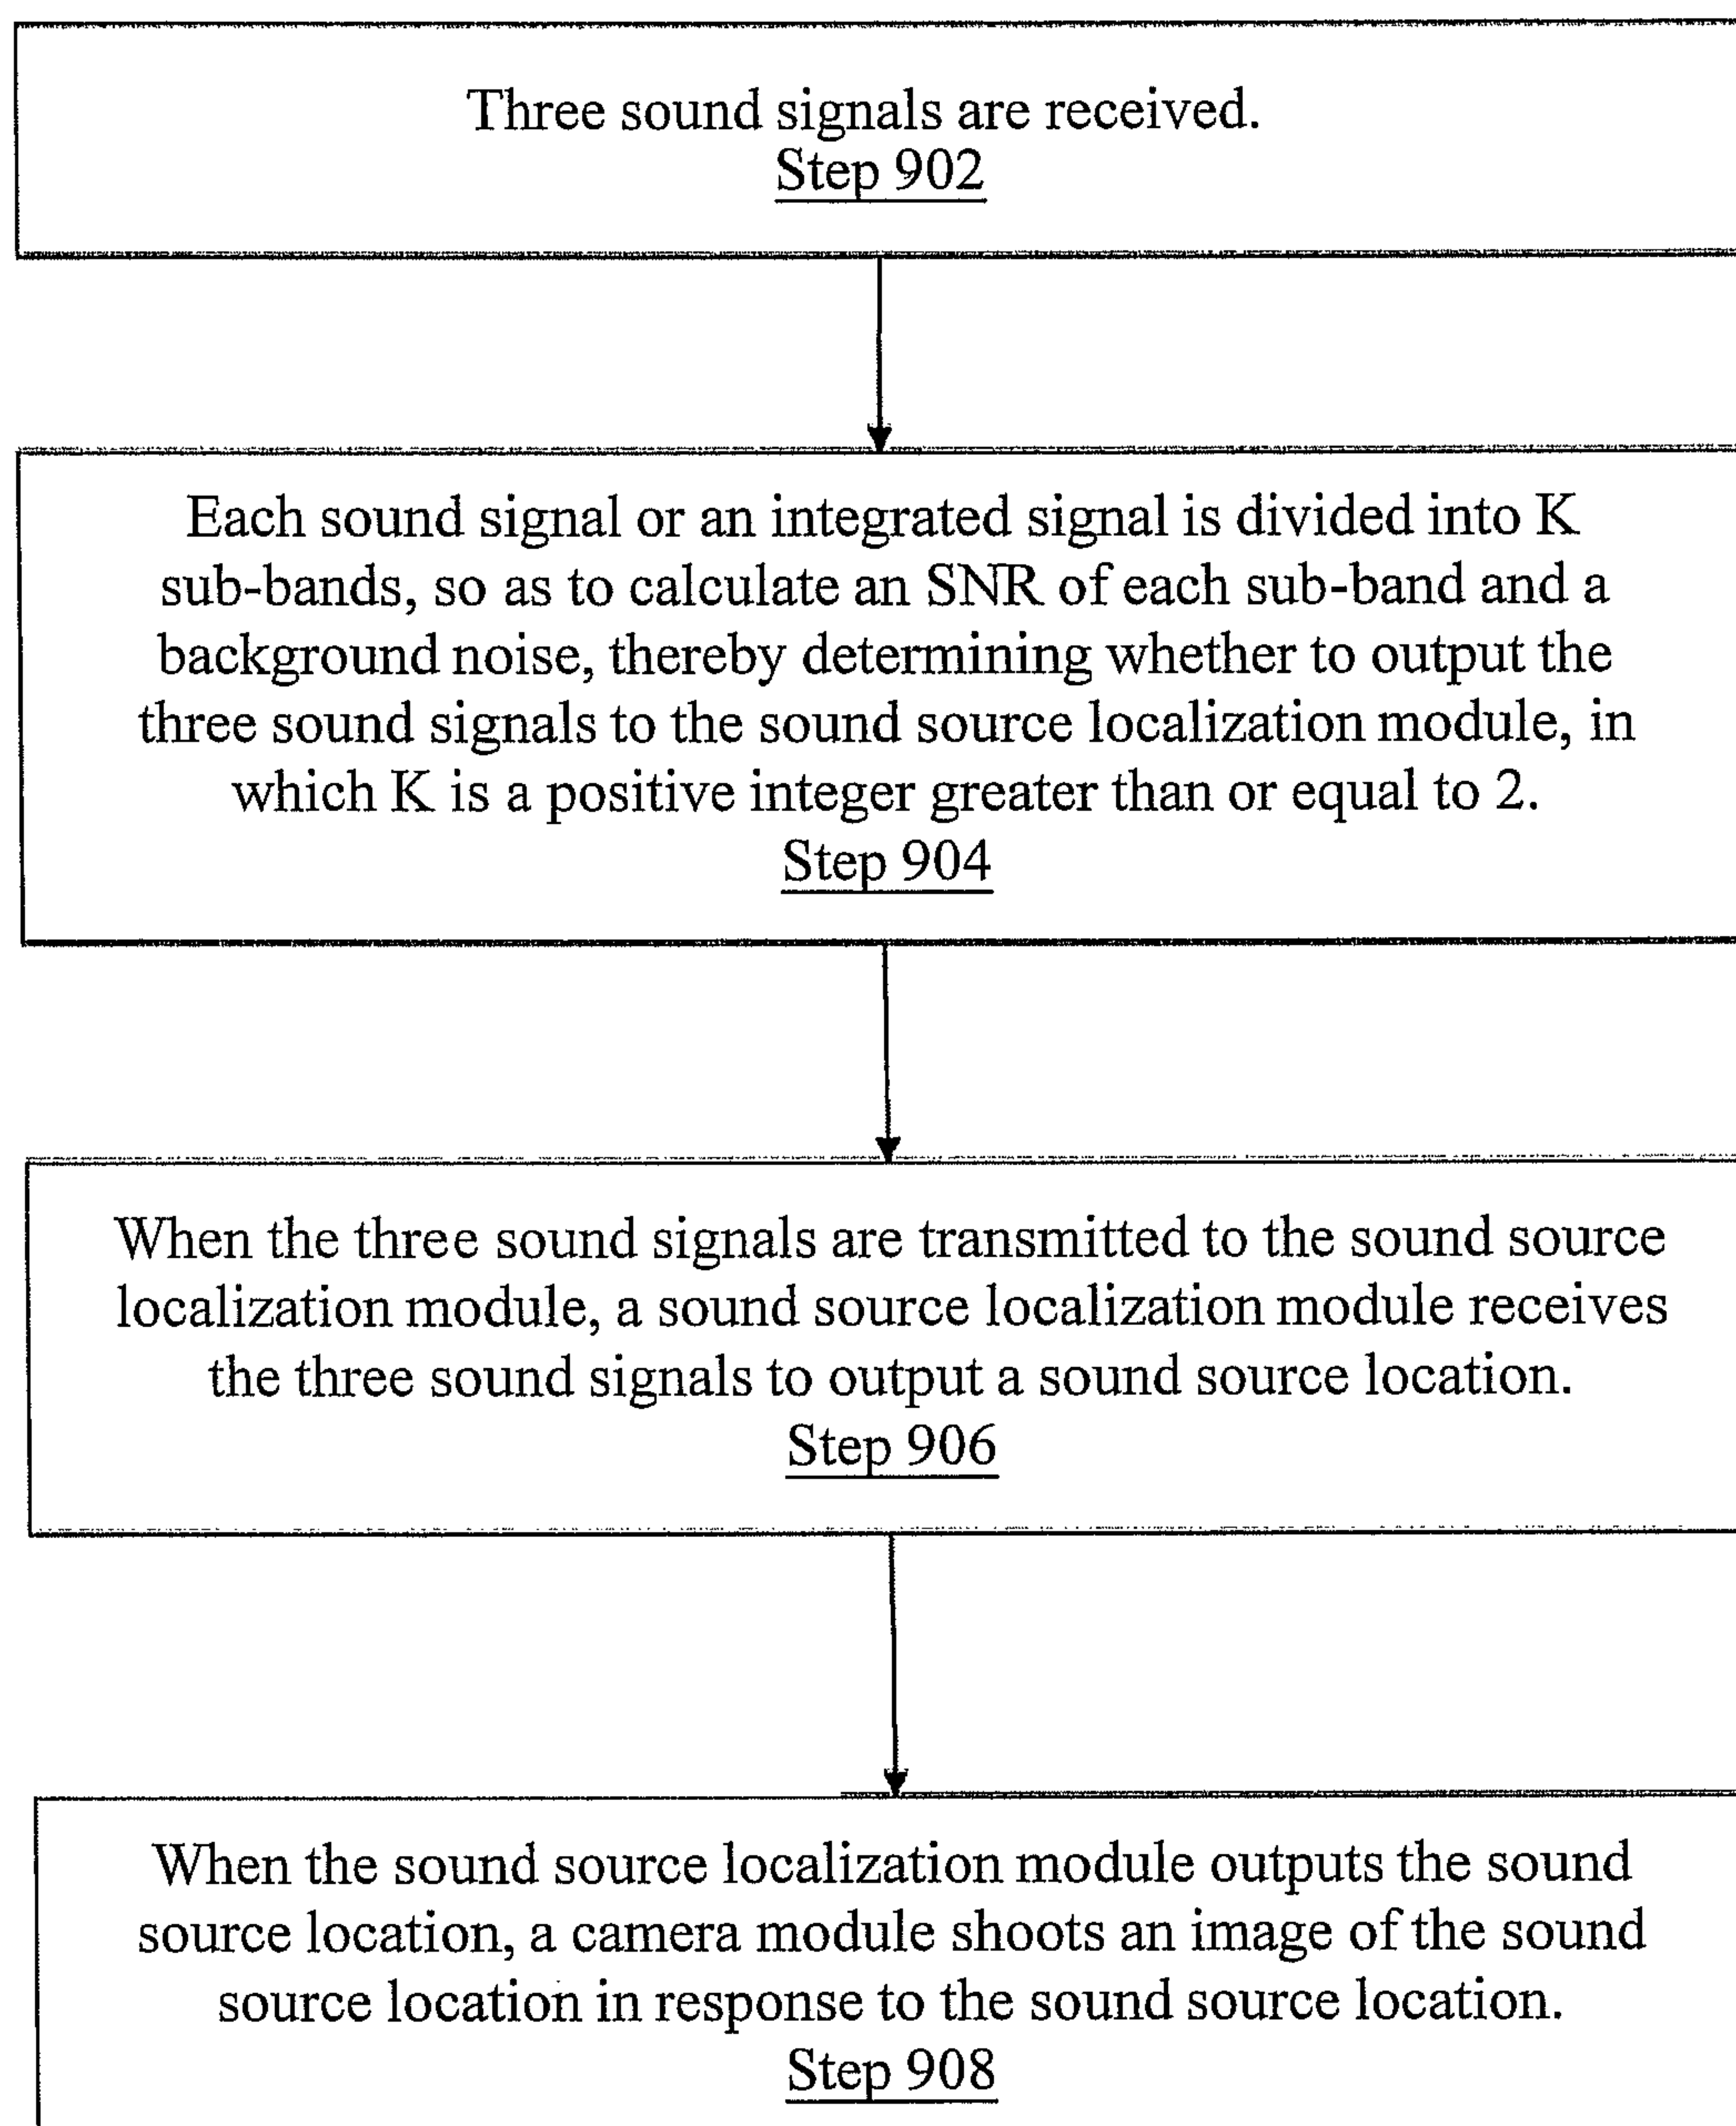 Three sound signals are received.
Step 902
Each sound signal or an integrated signal is divided into K
sub-bands, so as to calculate an SNR of each sub-band and a
background noise, thereby determining whether to output the
three sound signals to the sound source localization module, in
which K is a positive integer greater than or equal to 2.
Step 904
When the three sound signals are transmitted to the sound source
localization module, a sound source localization module receives
the three sound signals to output a sound source location.
Step 906
When the sound source localization module outputs the sound
source location, a camera module shoots an image of the sound
source location in response to the sound source location.
Step 908